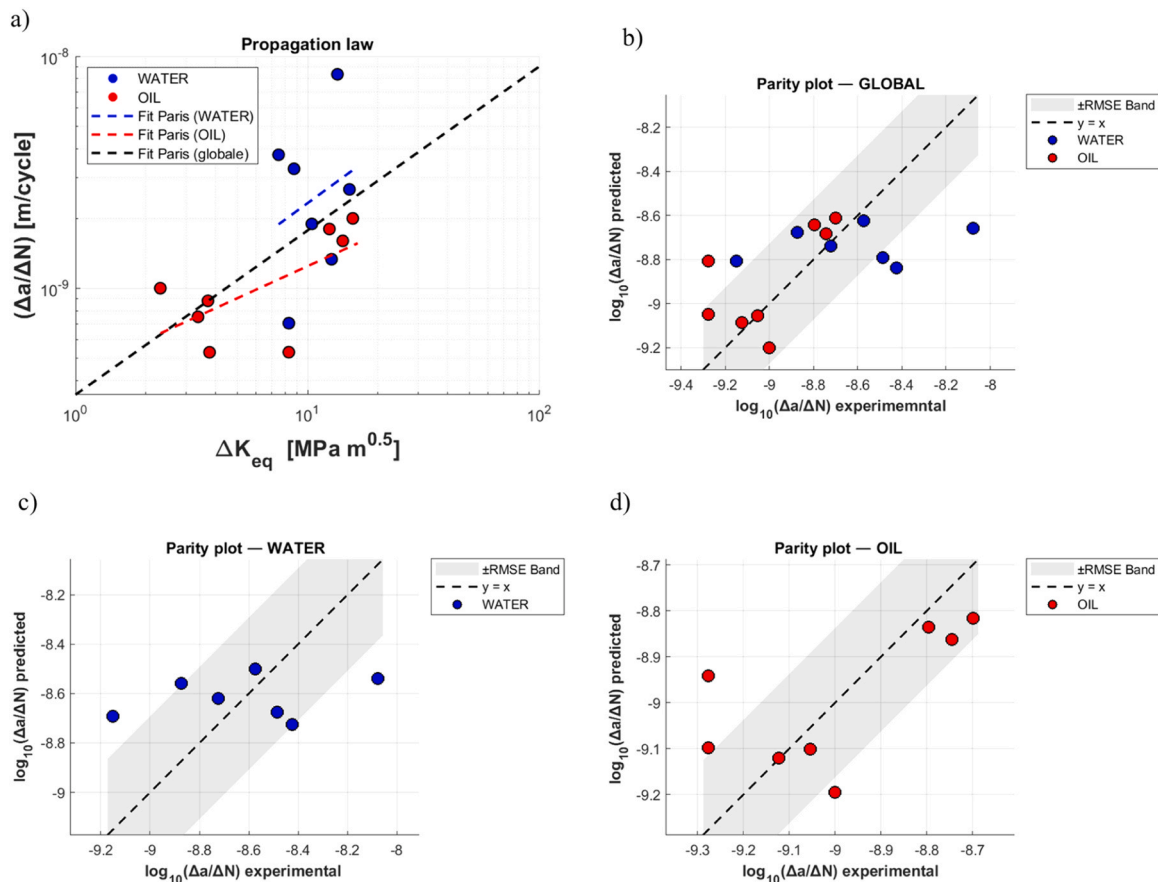 a)
Propagation law
WATER
OIL
Fit Paris (WATER)
Fit Paris (OIL)
Fit Paris (globale)
10^-8
10^-9
(Δa/ΔN) [m/cycle]
10^0
10^1
10^2
ΔK_eq [MPa m^0.5]
b)
Parity plot — GLOBAL
±RMSE Band
y = x
WATER
OIL
-8.2
-8.4
-8.6
-8.8
-9
-9.2
log_10(Δa/ΔN) predicted
-9.4 -9.2 -9 -8.8 -8.6 -8.4 -8.2 -8
log_10(Δa/ΔN) experimemntal
c)
Parity plot — WATER
±RMSE Band
y = x
WATER
-8.2
-8.4
-8.6
-8.8
-9
log_10(Δa/ΔN) predicted
-9.2 -9 -8.8 -8.6 -8.4 -8.2 -8
log_10(Δa/ΔN) experimental
d)
Parity plot — OIL
±RMSE Band
y = x
OIL
-8.7
-8.8
-8.9
-9
-9.1
-9.2
log_10(Δa/ΔN) predicted
-9.3 -9.2 -9.1 -9 -8.9 -8.8 -8.7
log_10(Δa/ΔN) experimental